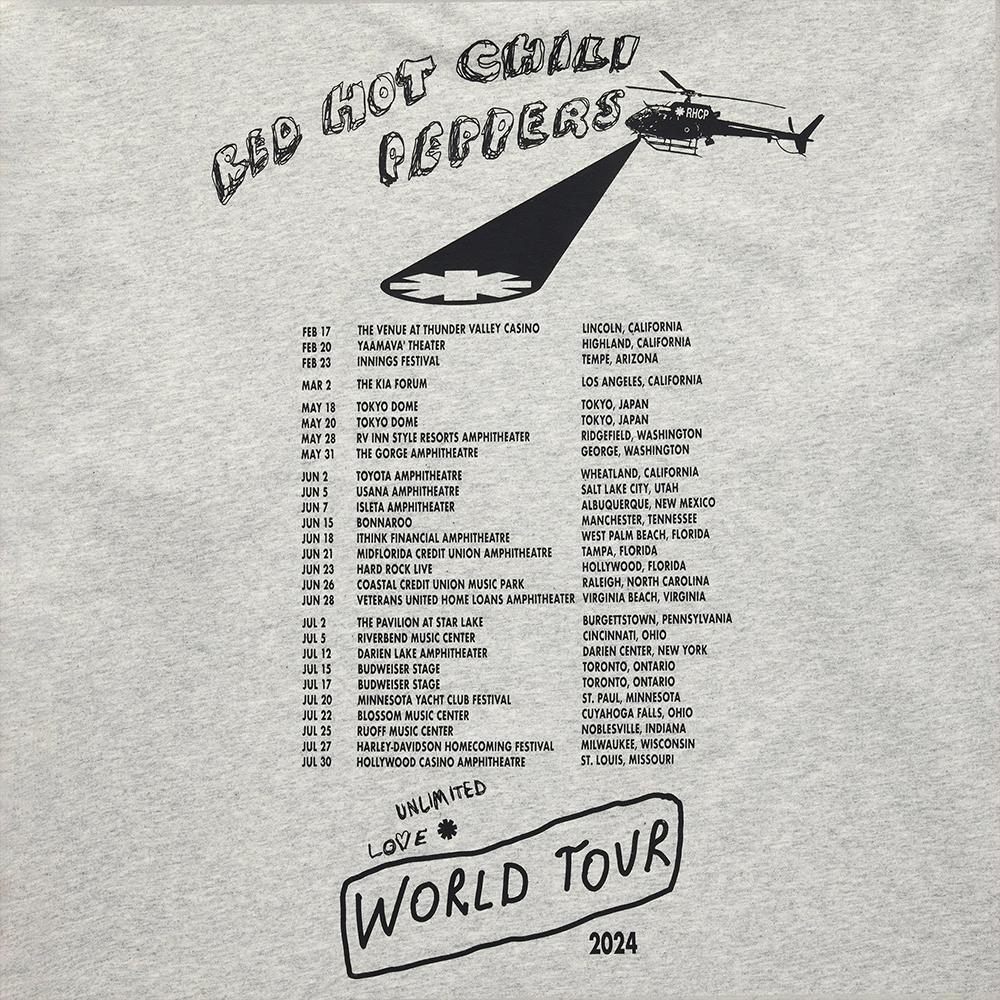 RED HOT CHILI
PEPPERS
RHCP
FEB 17 THE VENUE AT THUNDER VALLEY CASINO LINCOLN, CALIFORNIA
FEB 20 YAAMAVA' THEATER HIGHLAND, CALIFORNIA
FEB 23 INNINGS FESTIVAL TEMPE, ARIZONA
MAR 2 THE KIA FORUM LOS ANGELES, CALIFORNIA
MAY 18 TOKYO DOME TOKYO, JAPAN
MAY 20 TOKYO DOME TOKYO, JAPAN
MAY 28 RV INN STYLE RESORTS AMPHITHEATER RIDGEFIELD, WASHINGTON
MAY 31 THE GORGE AMPHITHEATRE GEORGE, WASHINGTON
JUN 2 TOYOTA AMPHITHEATRE WHEATLAND, CALIFORNIA
JUN 5 USANA AMPHITHEATRE SALT LAKE CITY, UTAH
JUN 7 ISLETA AMPHITHEATER ALBUQUERQUE, NEW MEXICO
JUN 15 BONNAROO MANCHESTER, TENNESSEE
JUN 18 ITHINK FINANCIAL AMPHITHEATRE WEST PALM BEACH, FLORIDA
JUN 21 MIDFLORIDA CREDIT UNION AMPHITHEATRE TAMPA, FLORIDA
JUN 23 HARD ROCK LIVE HOLLYWOOD, FLORIDA
JUN 26 COASTAL CREDIT UNION MUSIC PARK RALEIGH, NORTH CAROLINA
JUN 28 VETERANS UNITED HOME LOANS AMPHITHEATER VIRGINIA BEACH, VIRGINIA
JUL 2 THE PAVILION AT STAR LAKE BURGETTSTOWN, PENNSYLVANIA
JUL 5 RIVERBEND MUSIC CENTER CINCINNATI, OHIO
JUL 12 DARIEN LAKE AMPHITHEATER DARIEN CENTER, NEW YORK
JUL 15 BUDWEISER STAGE TORONTO, ONTARIO
JUL 17 BUDWEISER STAGE TORONTO, ONTARIO
JUL 20 MINNESOTA YACHT CLUB FESTIVAL ST. PAUL, MINNESOTA
JUL 22 BLOSSOM MUSIC CENTER CUYAHOGA FALLS, OHIO
JUL 25 RUOFF MUSIC CENTER NOBLESVILLE, INDIANA
JUL 27 HARLEY-DAVIDSON HOMECOMING FESTIVAL MILWAUKEE, WISCONSIN
JUL 30 HOLLYWOOD CASINO AMPHITHEATRE ST. LOUIS, MISSOURI
UNLIMITED
LOVE
WORLD TOUR
2024